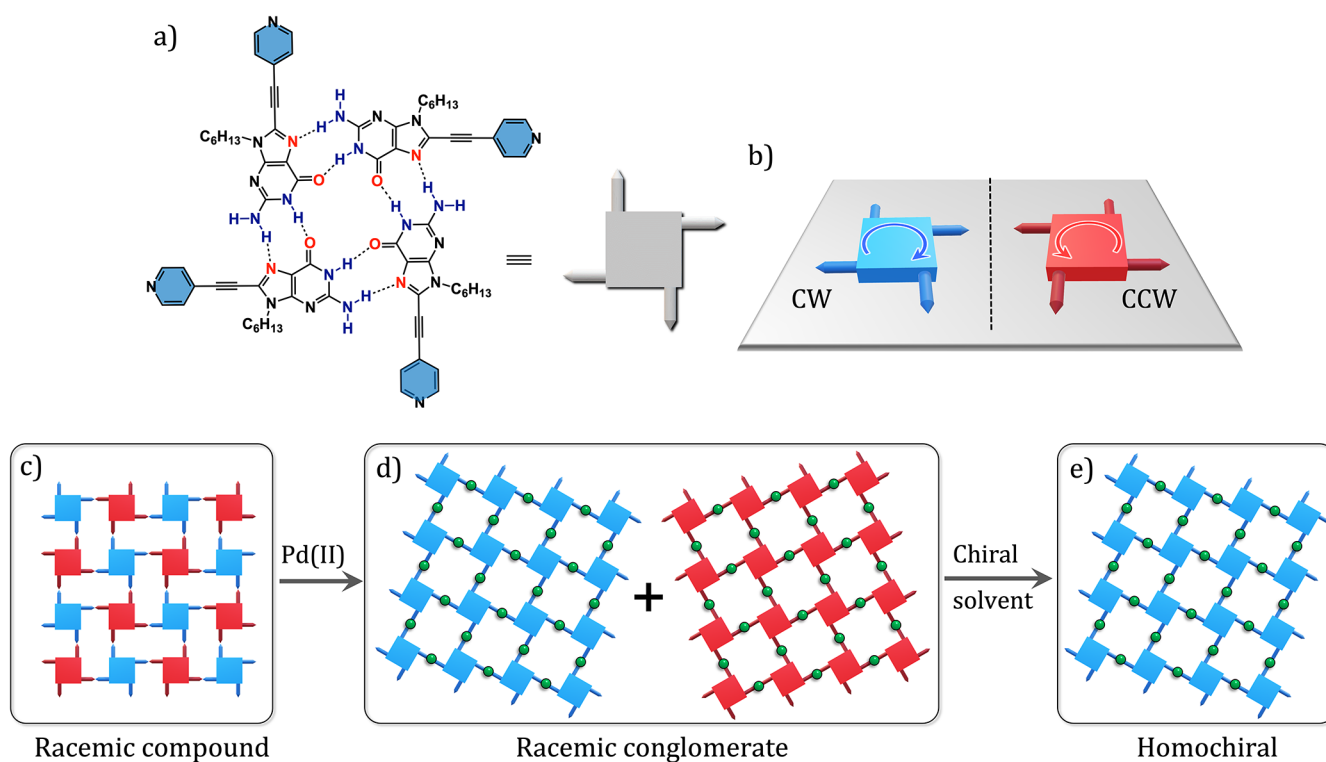 a)
N
H
C₆H₁₃
H
N
N
N
C₆H₁₃
N
N
H
N
N
N
N
H
O
O
N
N
H
H
N
N
H
H
N
H
H
N
H
O
O
N
N
H
N
N
N
N
H
N
N
N
N
C₆H₁₃
N
H
C₆H₁₃
N
≡
b)
CW
CCW
c)
Pd(II)
d)
+
Chiral
solvent
e)
Racemic compound
Racemic conglomerate
Homochiral